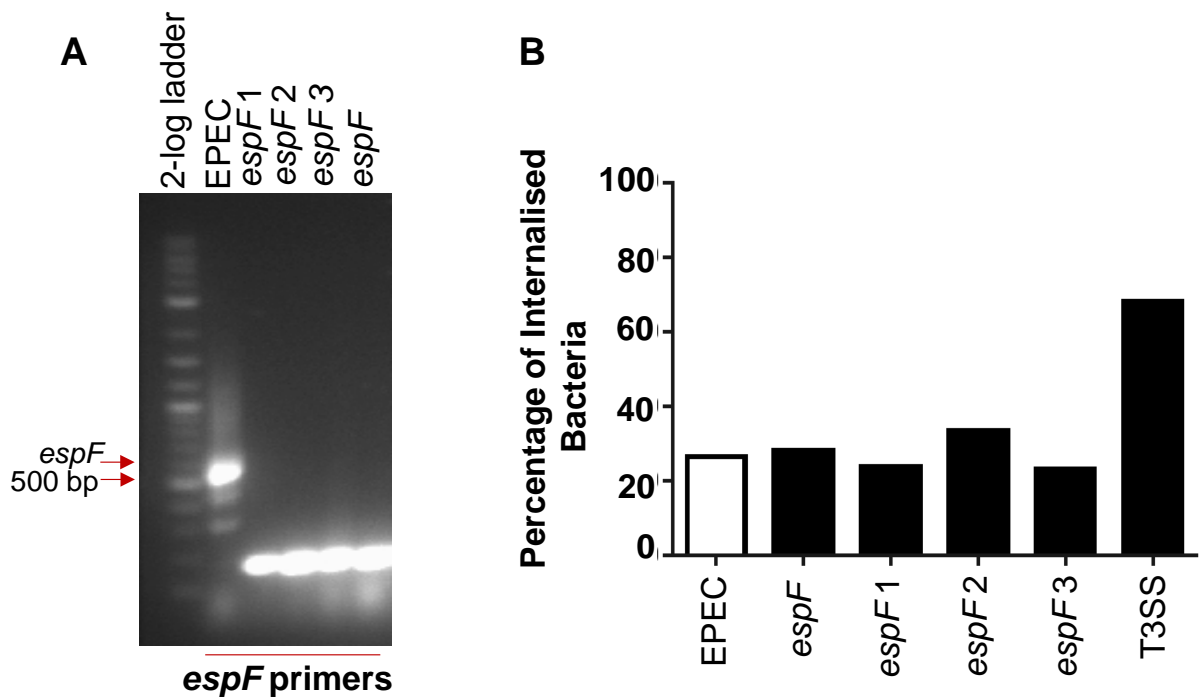 A
2-log ladder
EPEC
espF 1
espF 2
espF 3
espF
espF
500 bp
espF primers
B
Percentage of Internalised
Bacteria
100
80
60
40
20
0
EPEC
espF
espF 1
espF 2
espF 3
T3SS